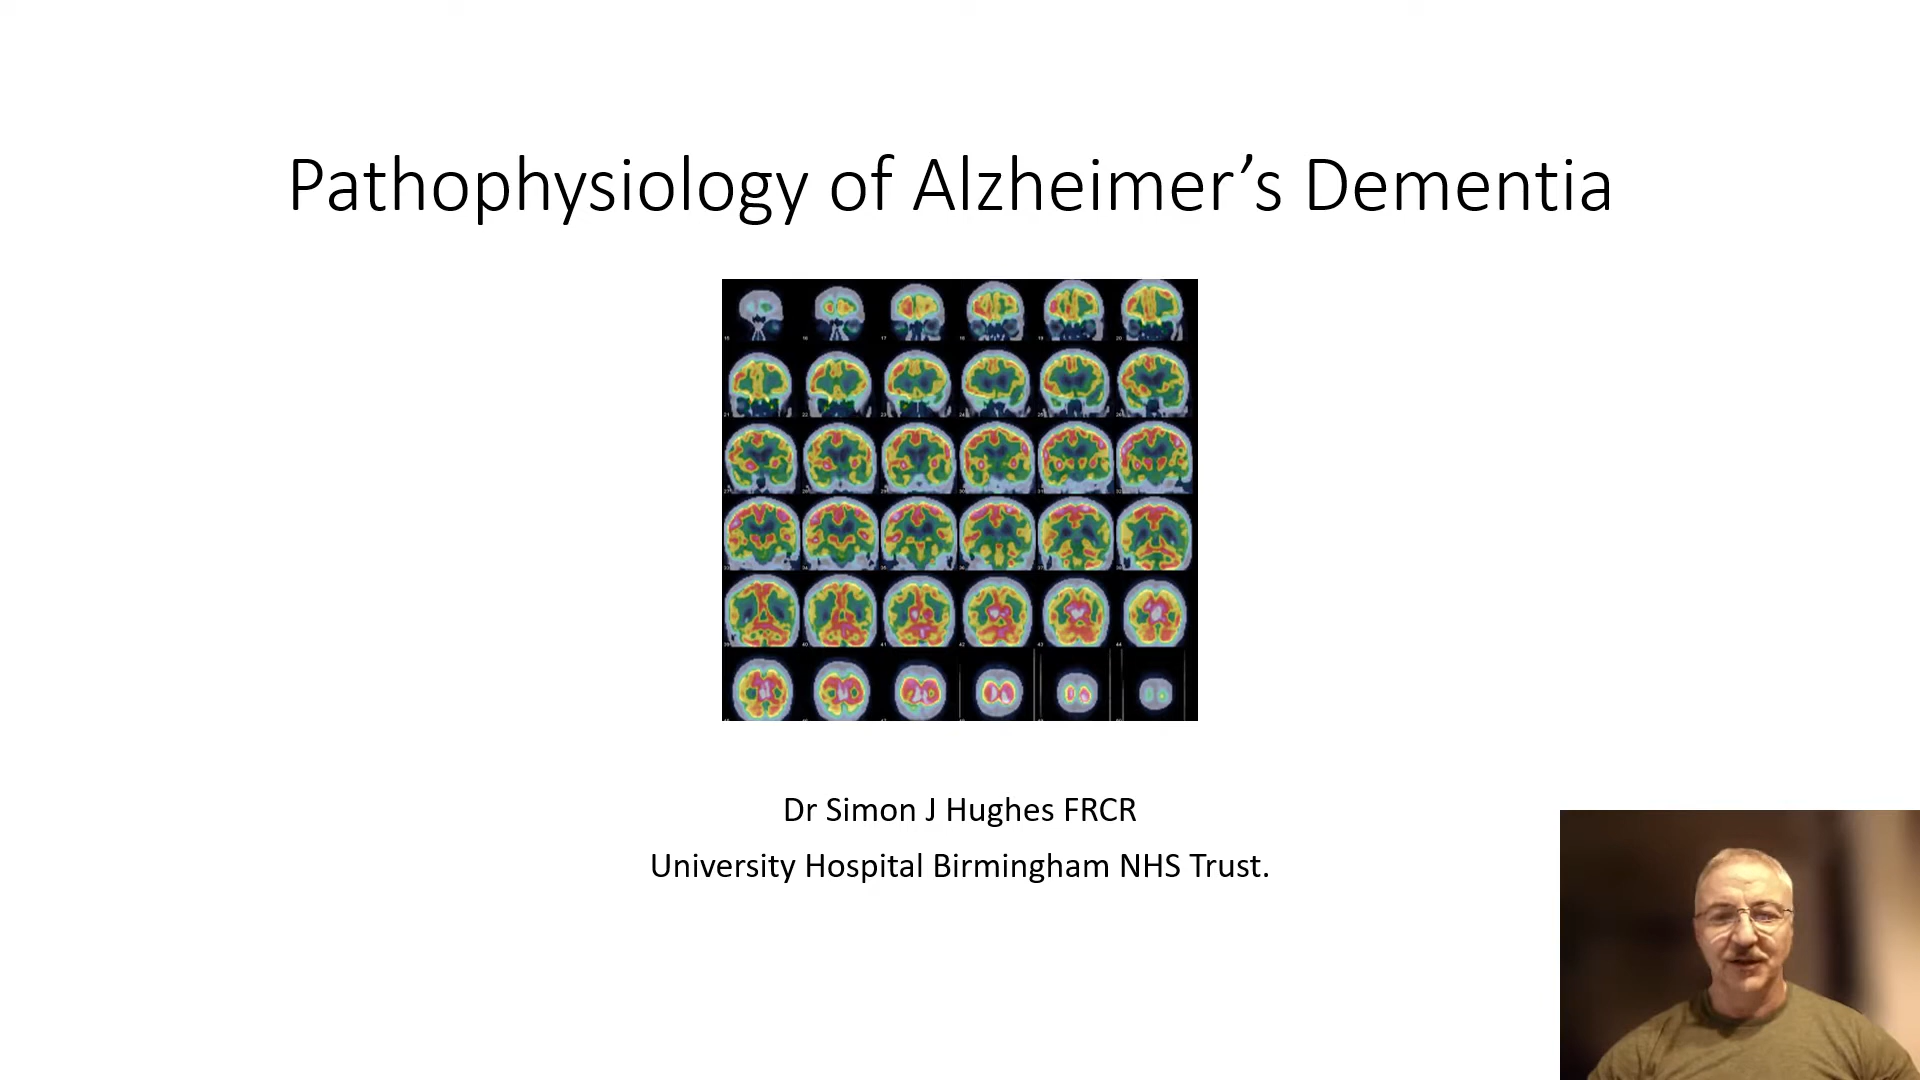 Pathophysiology of Alzheimer’s Dementia
Dr Simon J Hughes FRCR
University Hospital Birmingham NHS Trust.